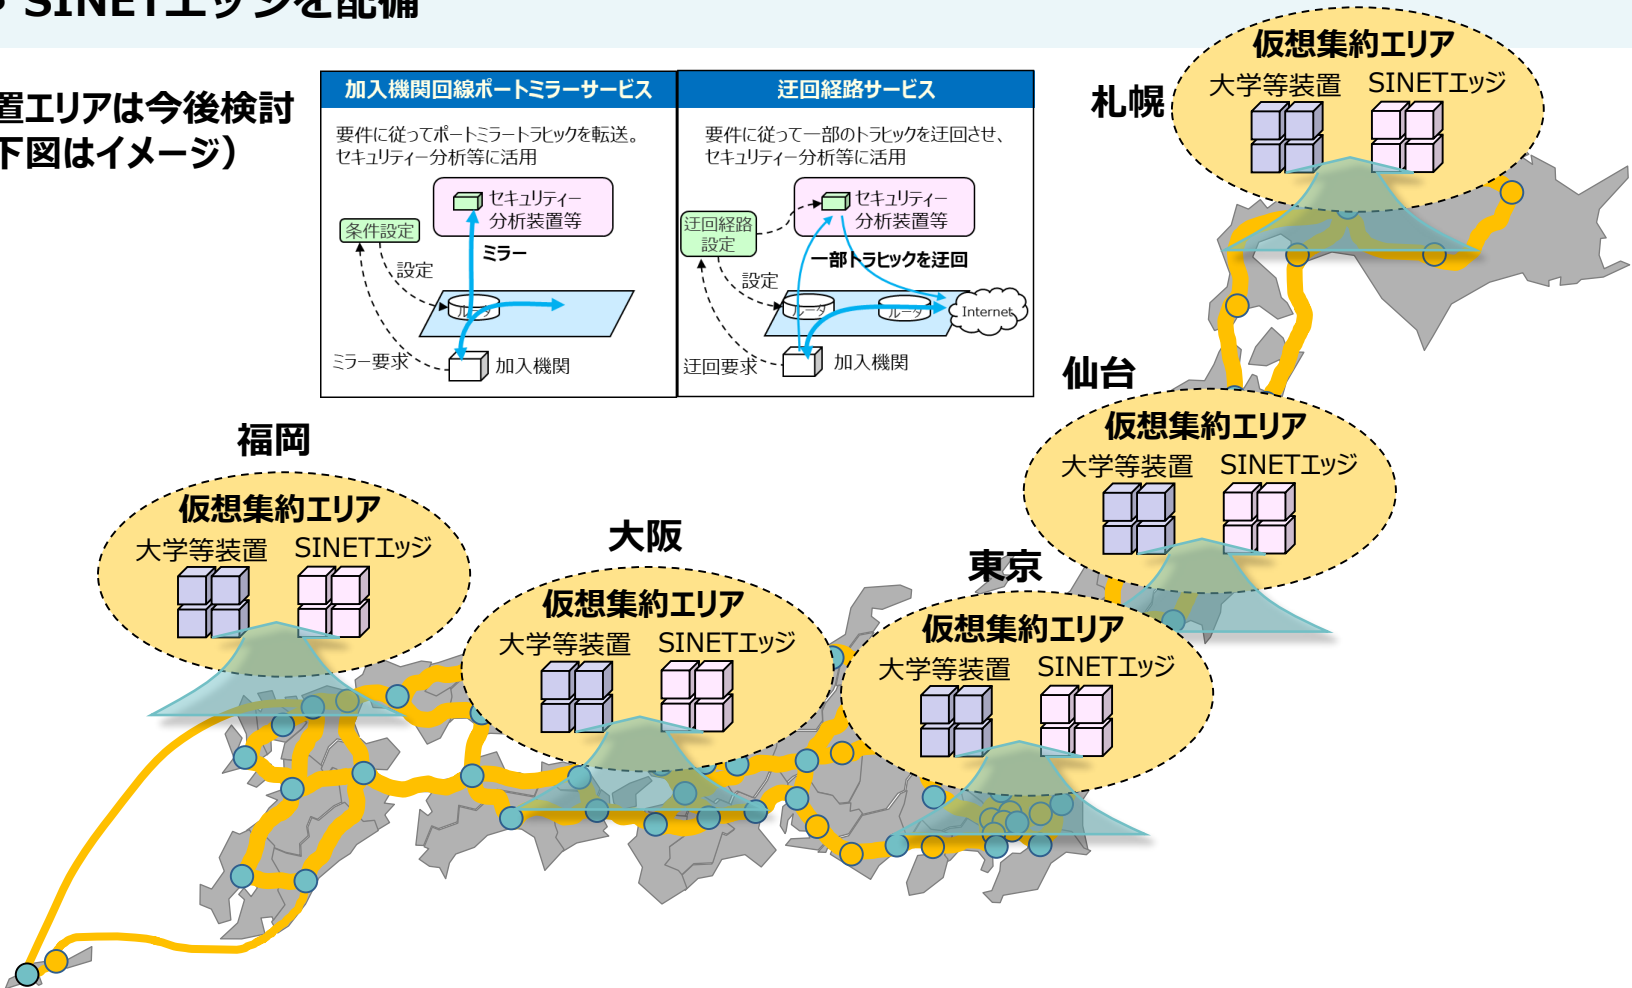 SINETエッジを配備
置エリアは今後検討
下図はイメージ）
加入機関回線ポートミラーサービス
要件に従ってポートミラートラヒックを転送。
セキュリティー分析等に活用
セキュリティー
分析装置等
条件設定
ミラー
設定
ルータ
ミラー要求
加入機関
迂回経路サービス
要件に従って一部のトラヒックを迂回させ、
セキュリティー分析等に活用
セキュリティー
分析装置等
迂回経路
設定
一部トラヒックを迂回
設定
ルータ
ルータ
Internet
迂回要求
加入機関
札幌
仮想集約エリア
大学等装置 SINETエッジ
仙台
仮想集約エリア
大学等装置 SINETエッジ
福岡
仮想集約エリア
大学等装置 SINETエッジ
大阪
仮想集約エリア
大学等装置 SINETエッジ
東京
仮想集約エリア
大学等装置 SINETエッジ